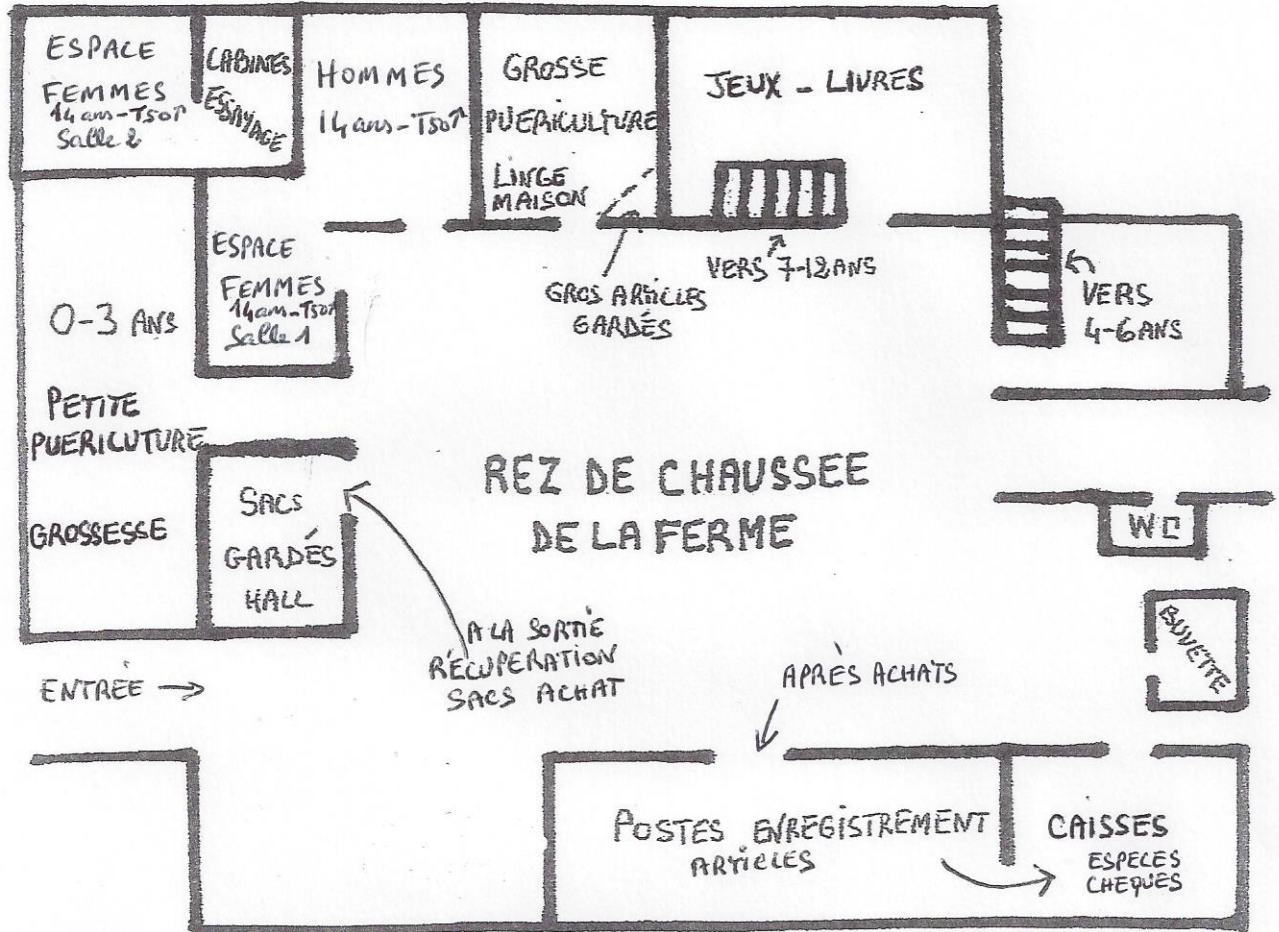 ESPACE
FEMMES
14 ans-T50↑
Salle 2
CABINES
ESSAYAGE
HOMMES
14 ans-T50↑
GROSSE
PUERICULTURE
LINGE
MAISON
JEUX - LIVRES
ESPACE
FEMMES
14 ans-T50↑
Salle 1
0-3 ANS
GROS ARTICLES
GARDÉS
VERS 7-12 ANS
VERS
4-6 ANS
PETITE
PUERICUTURE
GROSSESSE
SACS
GARDÉS
HALL
REZ DE CHAUSSEE
DE LA FERME
WC
BUVETTE
A LA SORTIE
RÉCUPERATION
SACS ACHAT
ENTRÉE →
APRÈS ACHATS
POSTES ENREGISTREMENT
ARTICLES
CAISSES
ESPECES
CHEQUES